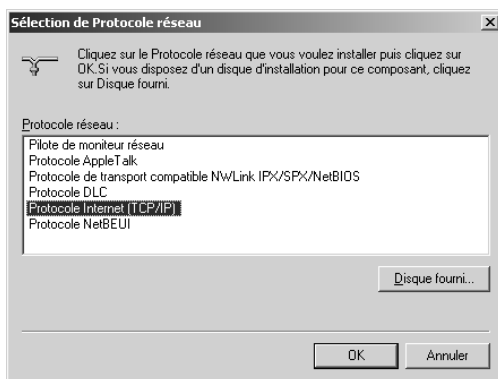 Sélection de Protocole réseau
Cliquez sur le Protocole réseau que vous voulez installer puis cliquez sur
OK.Si vous disposez d'un disque d'installation pour ce composant, cliquez
sur Disque fourni.
Protocole réseau :
Pilote de moniteur réseau
Protocole AppleTalk
Protocole de transport compatible NWLink IPX/SPX/NetBIOS
Protocole DLC
Protocole Internet (TCP/IP)
Protocole NetBEUI
Disque fourni...
OK
Annuler